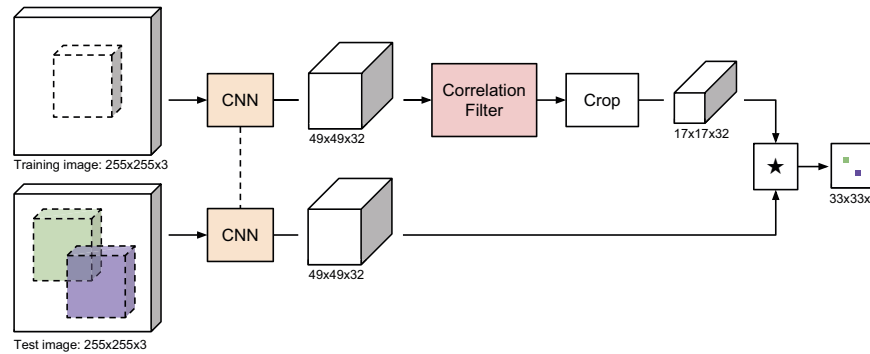 CNN
49x49x32
Correlation
Filter
Crop
17x17x32
Training image: 255x255x3
★
33x33x
CNN
49x49x32
Test image: 255x255x3